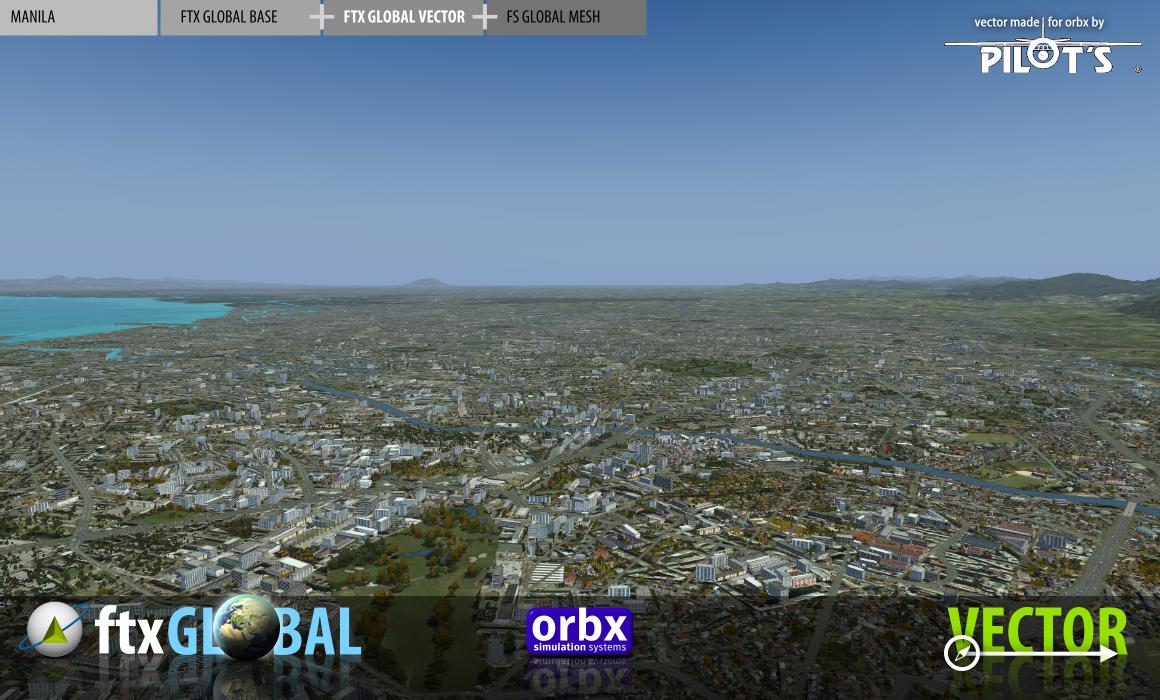 MANILA
FTX GLOBAL BASE + FTX GLOBAL VECTOR + FS GLOBAL MESH
vector made for orbx by
PILOT'S ®
ftxGLOBAL
orbx
simulation systems
VECTOR